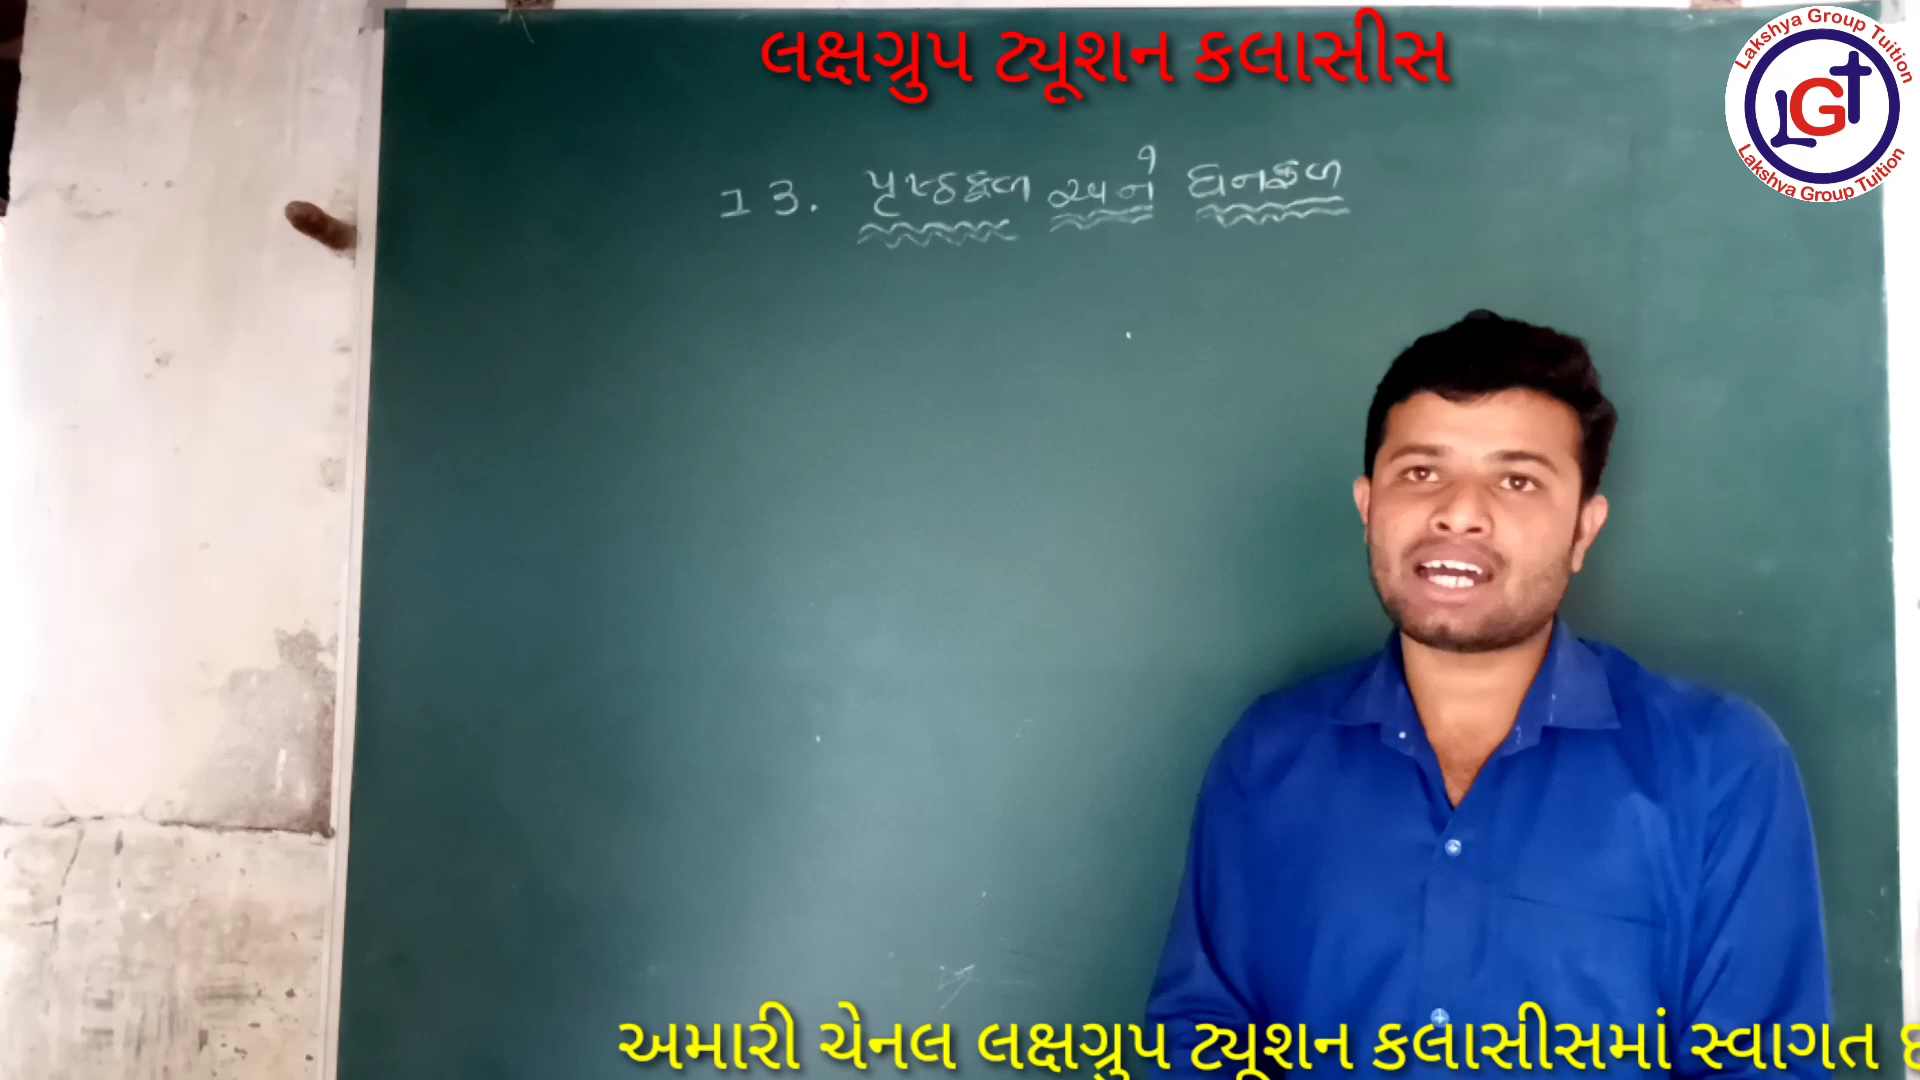 લક્ષગ્રુપ ટ્યૂશન કલાસીસ
Lakshya Group Tuition
LGT
Lakshya Group Tuition
13. પૃષ્ઠફળ અને ઘનફળ
અમારી ચેનલ લક્ષગ્રુપ ટ્યૂશન કલાસીસમાં સ્વાગત